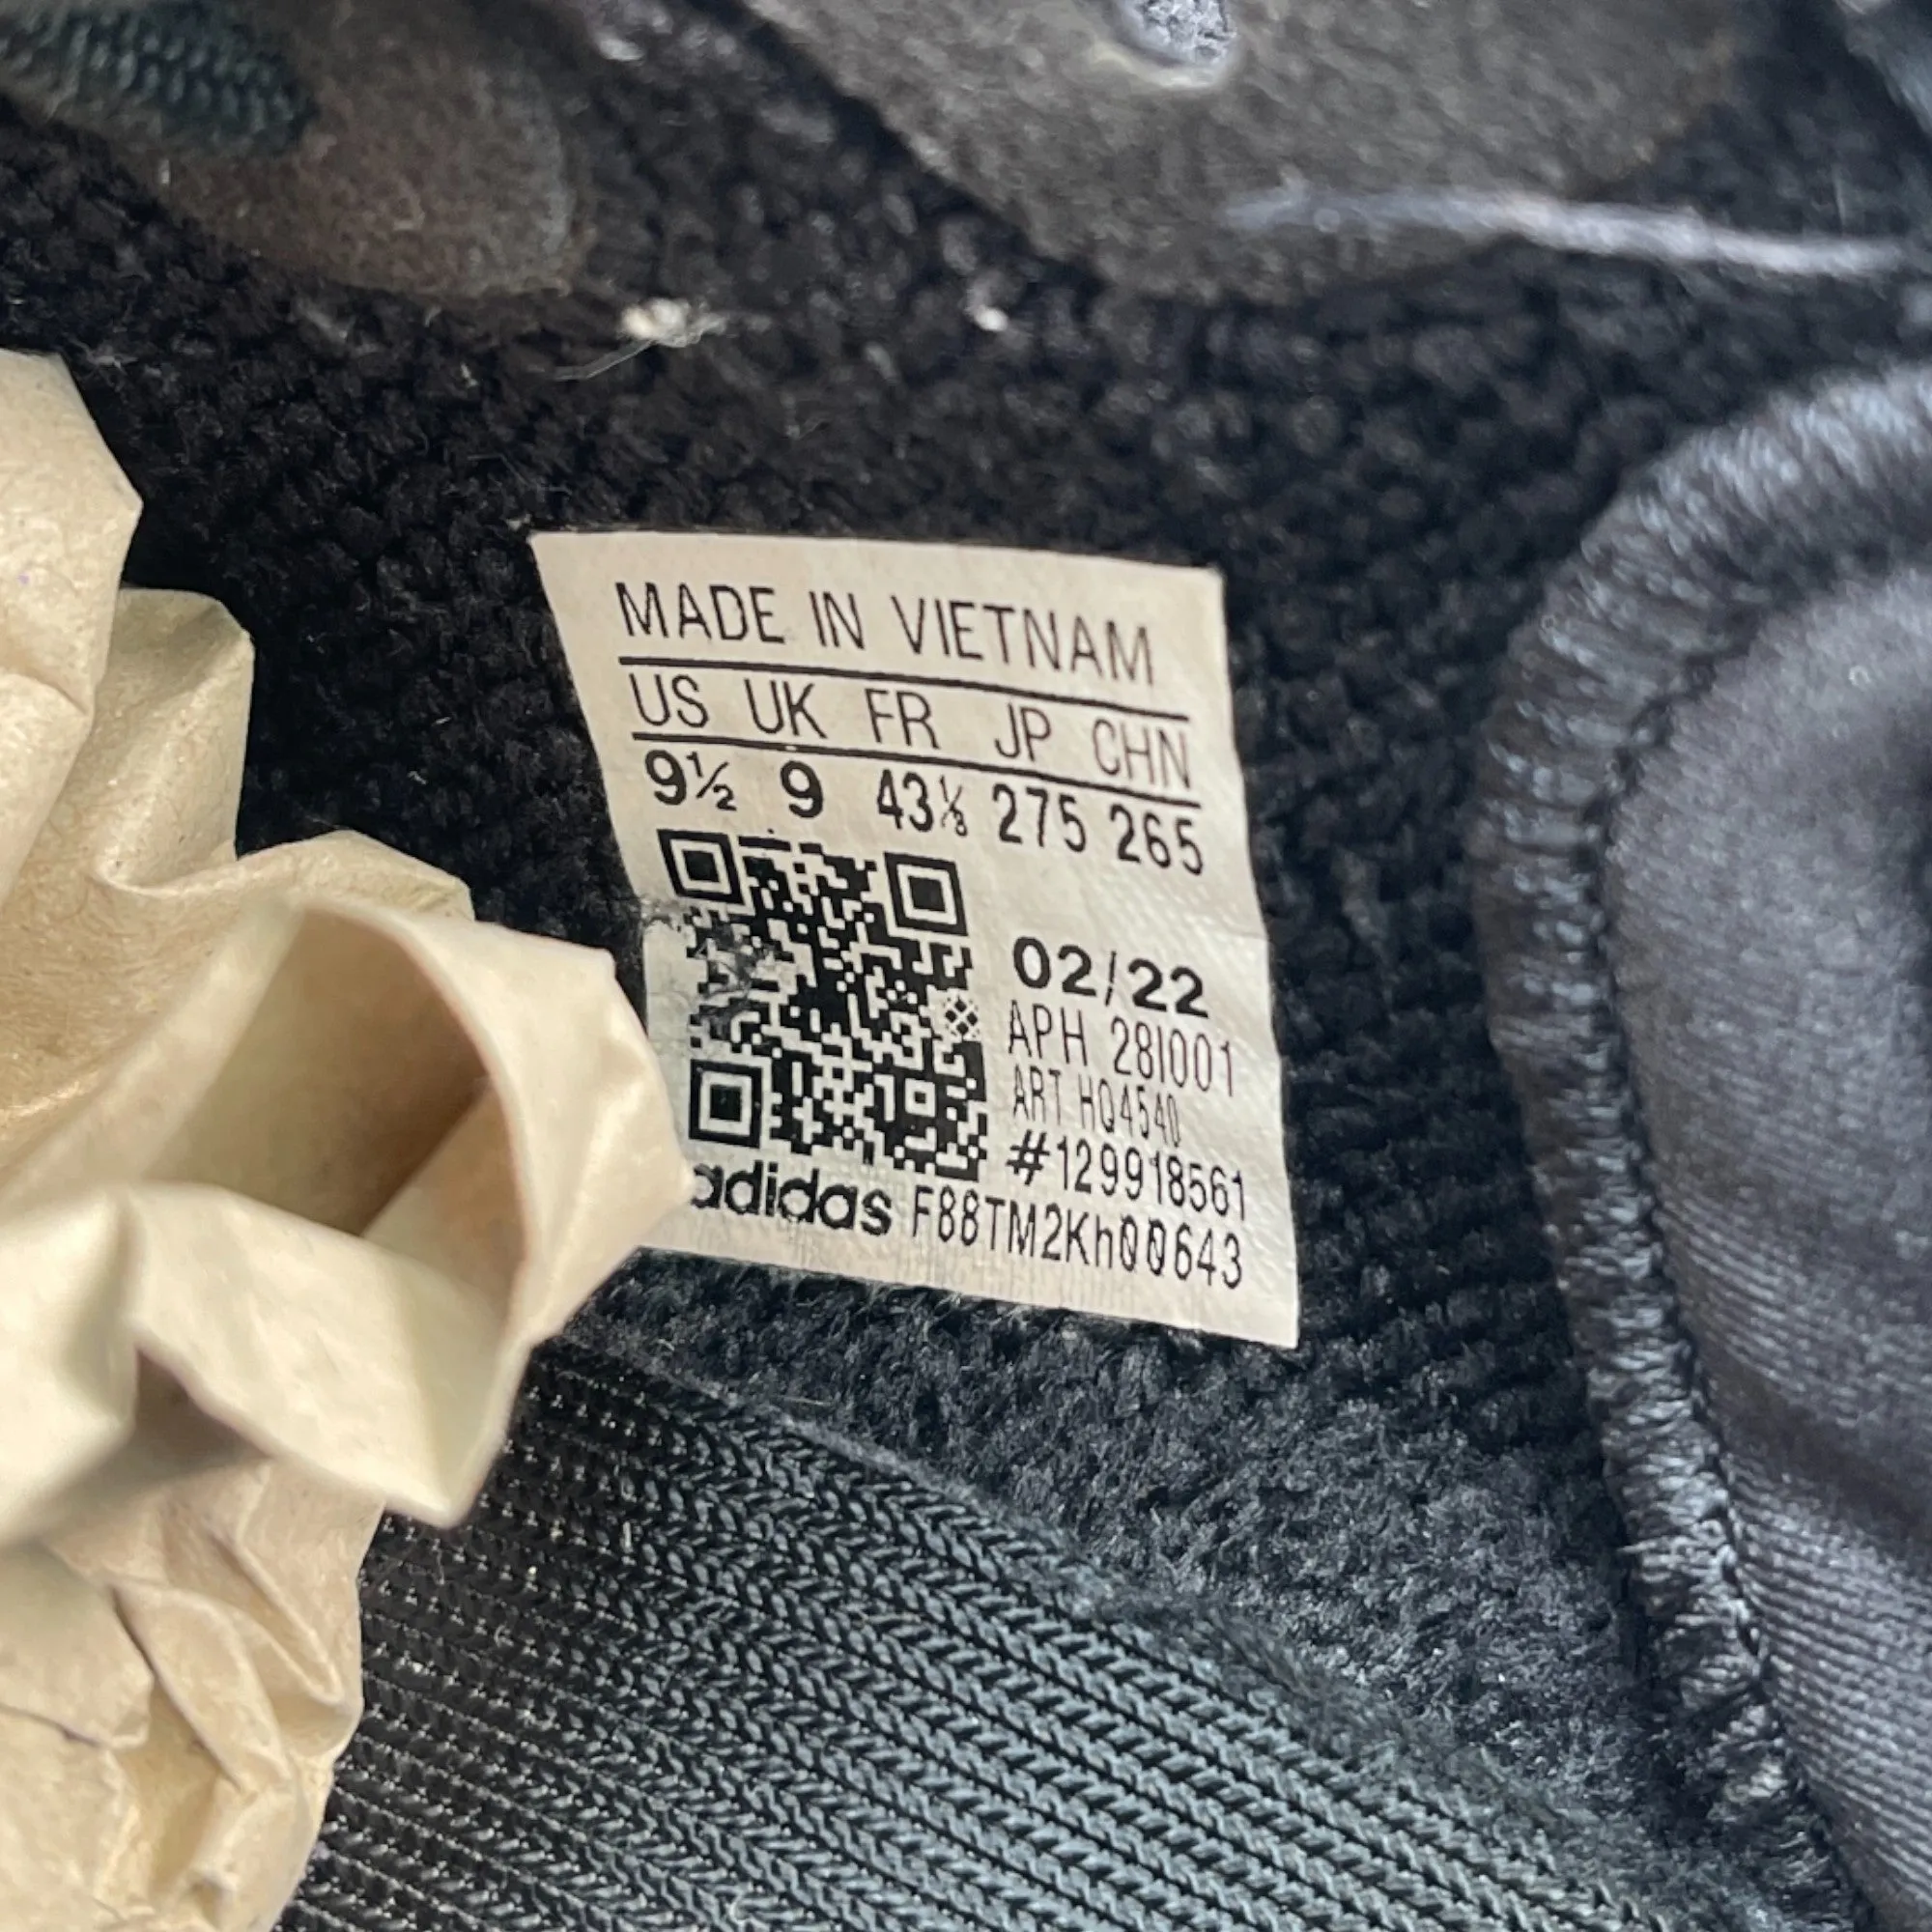 MADE IN VIETNAM
US UK FR JP CHN
9½ 9 43⅓ 275 265
02/22
APH 28I001
ART HQ4540
#129918561
adidas F88TM2Kh00643